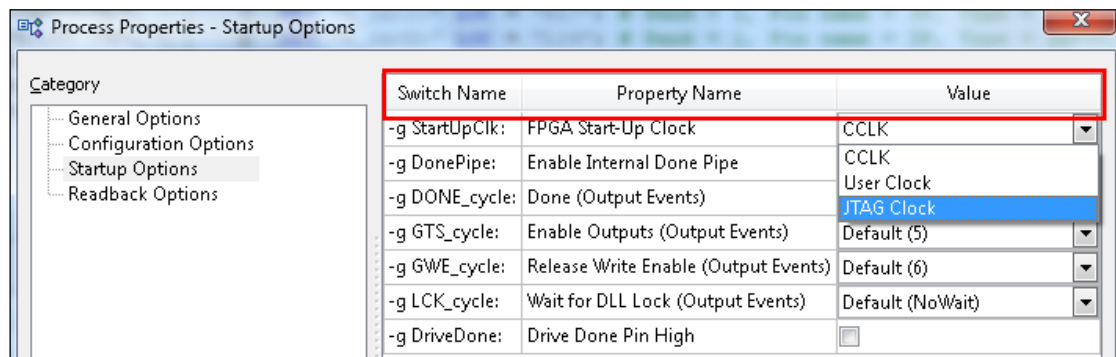 Process Properties - Startup Options
Category
General Options
Configuration Options
Startup Options
Readback Options
Switch Name Property Name Value
-g StartUpClk: FPGA Start-Up Clock CCLK
CCLK
User Clock
JTAG Clock
-g DonePipe: Enable Internal Done Pipe
-g DONE_cycle: Done (Output Events)
-g GTS_cycle: Enable Outputs (Output Events) Default (5)
-g GWE_cycle: Release Write Enable (Output Events) Default (6)
-g LCK_cycle: Wait for DLL Lock (Output Events) Default (NoWait)
-g DriveDone: Drive Done Pin High